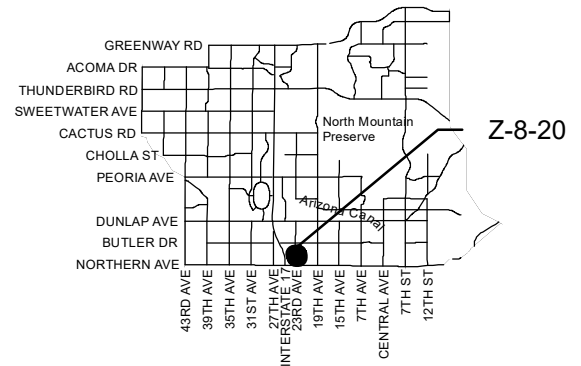 GREENWAY RD
ACOMA DR
THUNDERBIRD RD
SWEETWATER AVE
CACTUS RD
CHOLLA ST
PEORIA AVE
DUNLAP AVE
BUTLER DR
NORTHERN AVE
North Mountain
Preserve
Z-8-20
Arizona Canal
43RD AVE
39TH AVE
35TH AVE
31ST AVE
27TH AVE
INTERSTATE 17
23RD AVE
19TH AVE
15TH AVE
7TH AVE
CENTRAL AVE
7TH ST
12TH ST